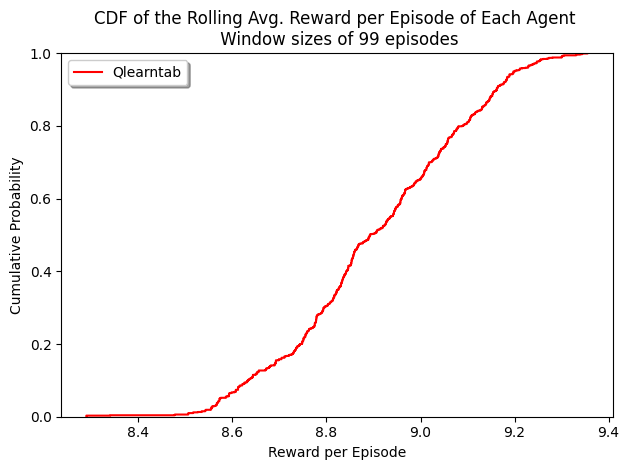 CDF of the Rolling Avg. Reward per Episode of Each Agent
Window sizes of 99 episodes
Qlearntab
Cumulative Probability
1.0
0.8
0.6
0.4
0.2
0.0
8.4 8.6 8.8 9.0 9.2 9.4
Reward per Episode